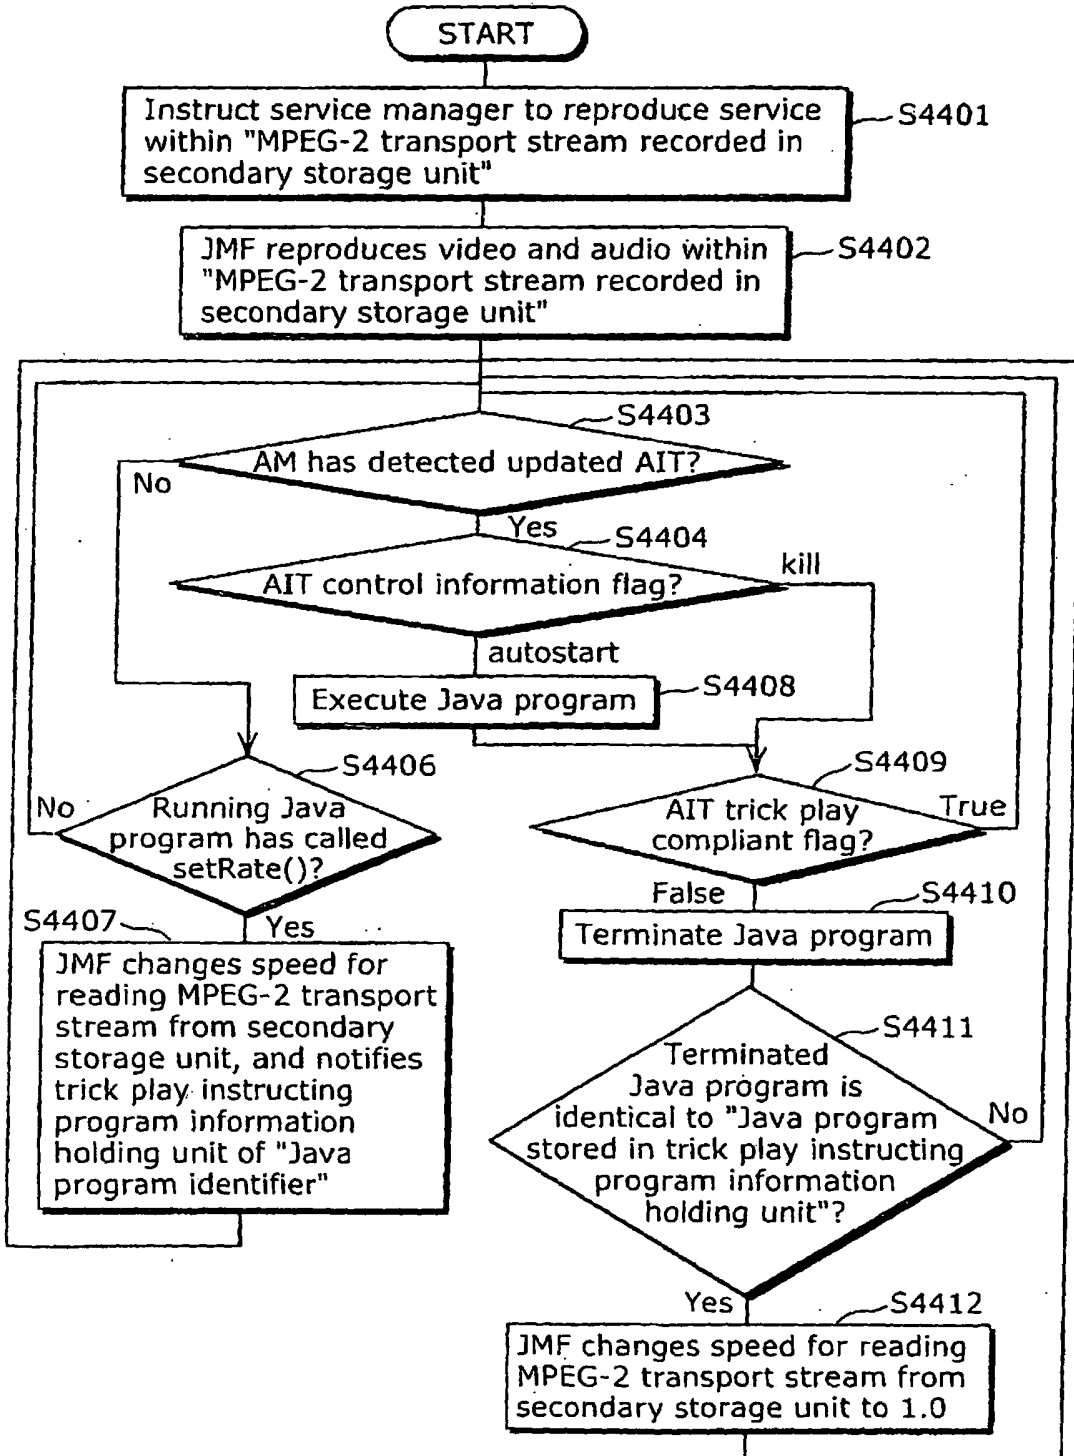 START
Instruct service manager to reproduce service
within "MPEG-2 transport stream recorded in
secondary storage unit"
S4401
JMF reproduces video and audio within
"MPEG-2 transport stream recorded in
secondary storage unit"
S4402
S4403
AM has detected updated AIT?
No
Yes
S4404
AIT control information flag?
kill
autostart
Execute Java program
S4408
S4406
Running Java
program has called
setRate()?
No
Yes
S4409
AIT trick play
compliant flag?
True
False
S4410
Terminate Java program
S4407
JMF changes speed for
reading MPEG-2 transport
stream from secondary
storage unit, and notifies
trick play instructing
program information
holding unit of "Java
program identifier"
S4411
Terminated
Java program is
identical to "Java program
stored in trick play instructing
program information
holding unit"?
No
Yes
S4412
JMF changes speed for reading
MPEG-2 transport stream from
secondary storage unit to 1.0